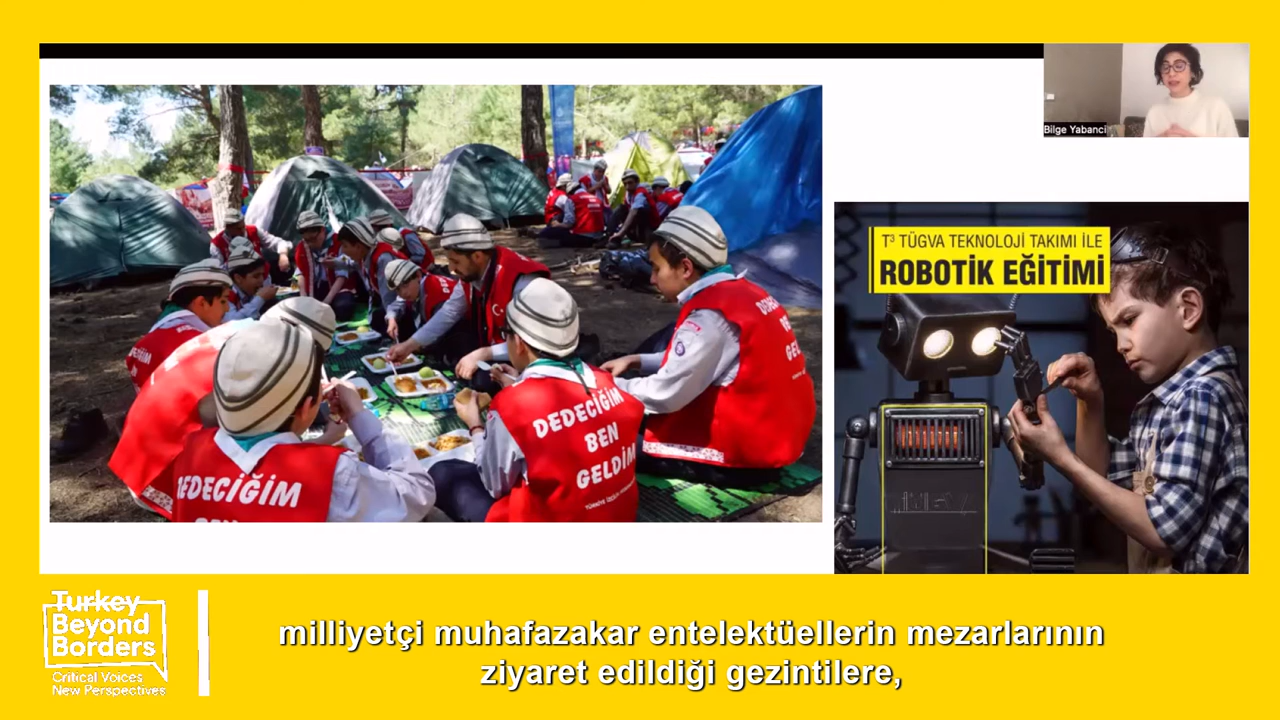 Bilge Yabanci
T³ TÜGVA TEKNOLOJİ TAKIMI İLE
ROBOTİK EĞİTİMİ
DEDECİĞİM
DEDECİĞİM
BEN
GELDİM
Turkey
Beyond
Borders
Critical Voices
New Perspectives
milliyetçi muhafazakar entelektüellerin mezarlarının
ziyaret edildiği gezintilere,